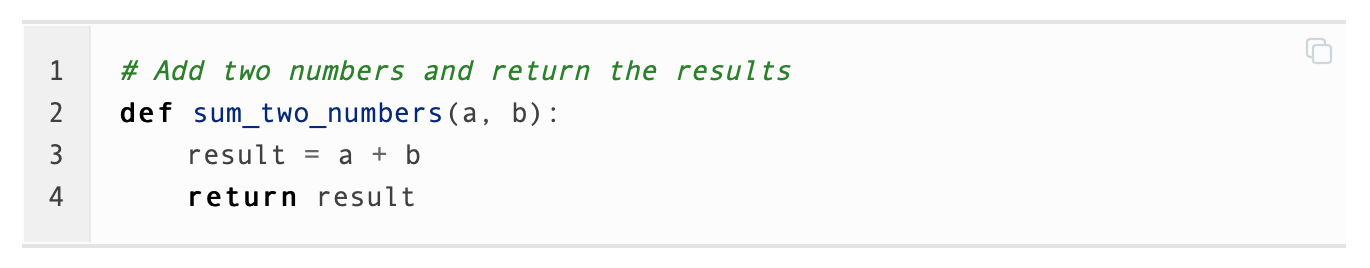 1 # Add two numbers and return the results
2 def sum_two_numbers(a, b):
3     result = a + b
4     return result